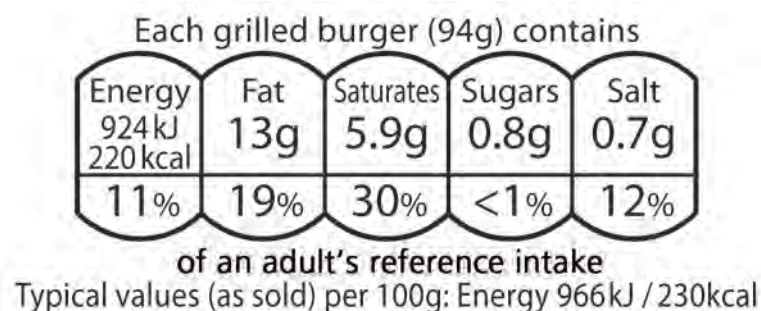 Each grilled burger (94g) contains
Energy Fat Saturates Sugars Salt
924kJ 13g 5.9g 0.8g 0.7g
220kcal
11% 19% 30% <1% 12%
of an adult's reference intake
Typical values (as sold) per 100g: Energy 966kJ / 230kcal